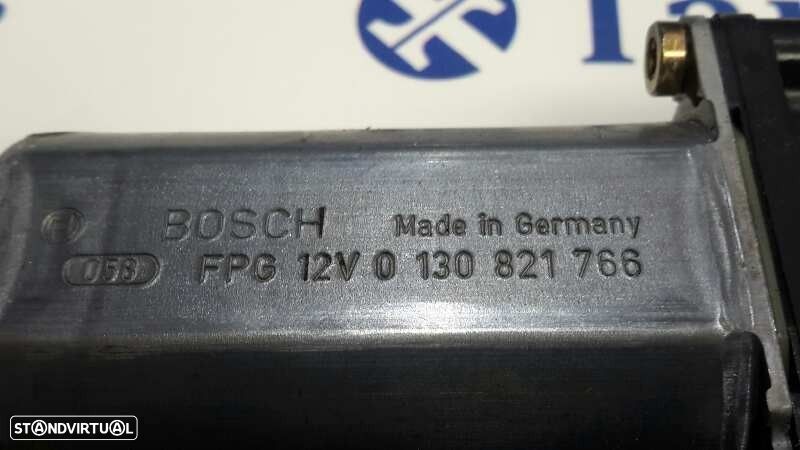 BOSCH Made in Germany
058 FPG 12V 0 130 821 766
STANDVIRTUAL